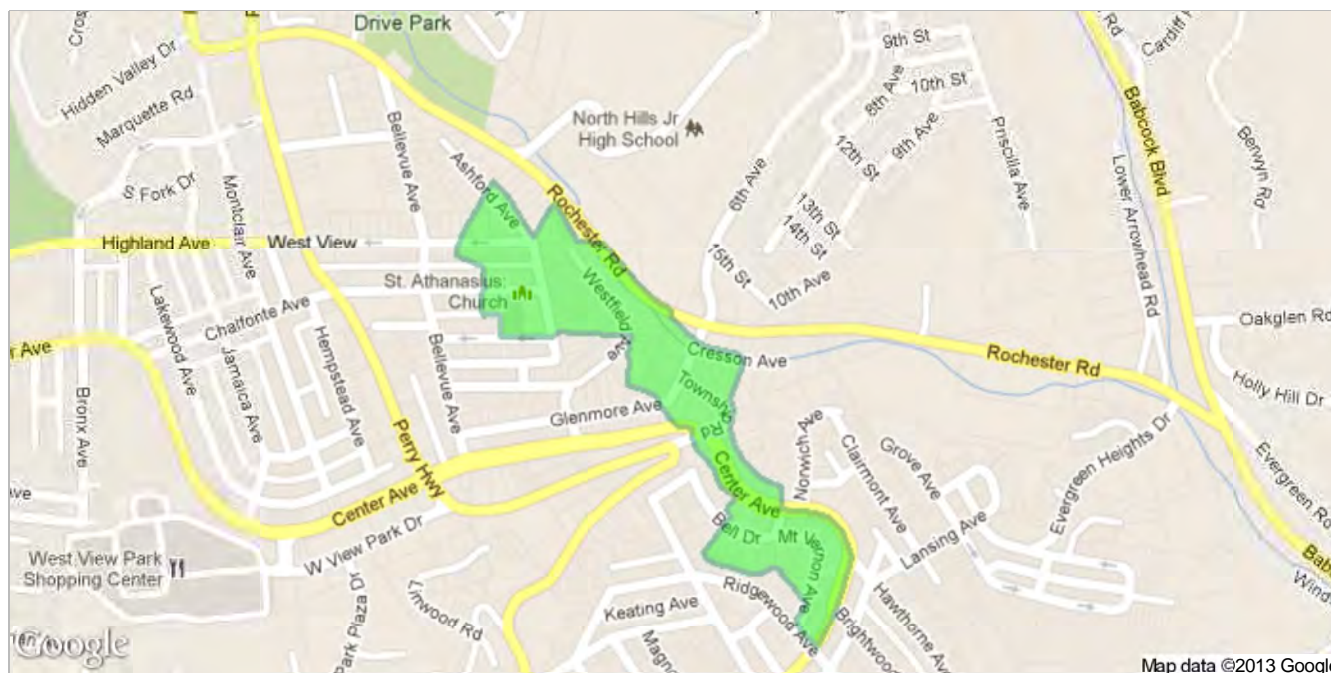 Drive Park
Hidden Valley Dr
Marquette Rd
S Fork Dr
Bellevue Ave
Ashford Ave
North Hills Jr
High School
Rochester Rd
Montclair Ave
Highland Ave
West View
St. Athanasius
Church
Westfield Ave
Lakewood Ave
Chalfonte Ave
Jamaica Ave
Hempstead Ave
Bellevue Ave
Bronx Ave
Perry Hwy
Glenmore Ave
Township Rd
Cresson Ave
Center Ave
Center Ave
W View Park Dr
West View Park
Shopping Center
Park Plaza Dr
Linwood Rd
Keating Ave
Ridgewood Ave
Bell Dr
Mt Vernon Ave
Norwich Ave
Clairmont Ave
Grove Ave
Lansing Ave
Hawthorne Ave
Evergreen Heights Dr
Rochester Rd
6th Ave
15th St
10th Ave
14th St
13th St
12th St
9th Ave
8th Ave
10th St
9th St
Priscilla Ave
Lower Arrowhead Rd
Babcock Blvd
Cardiff
Berwyn Rd
Oakglen Rd
Holly Hill Dr
Google
Map data ©2013 Google